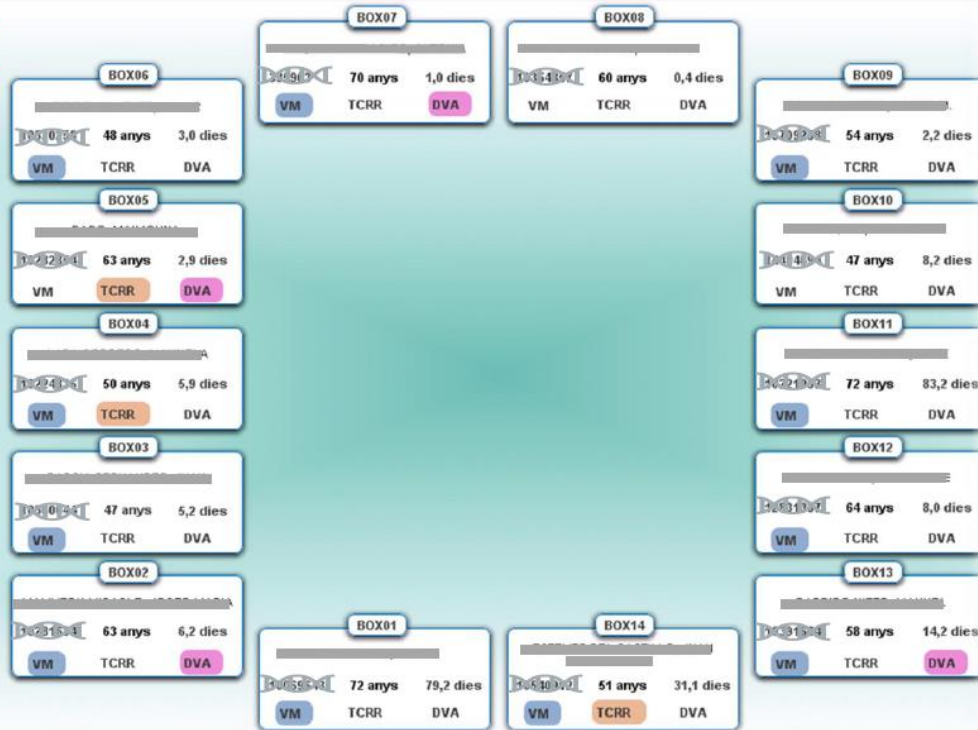 BOX07
70 anys 1,0 dies
VM TCRR DVA
BOX08
60 anys 0,4 dies
VM TCRR DVA
BOX06
48 anys 3,0 dies
VM TCRR DVA
BOX09
54 anys 2,2 dies
VM TCRR DVA
BOX05
63 anys 2,9 dies
VM TCRR DVA
BOX10
47 anys 8,2 dies
VM TCRR DVA
BOX04
50 anys 5,9 dies
VM TCRR DVA
BOX11
72 anys 83,2 dies
VM TCRR DVA
BOX03
47 anys 5,2 dies
VM TCRR DVA
BOX12
64 anys 8,0 dies
VM TCRR DVA
BOX02
63 anys 6,2 dies
VM TCRR DVA
BOX13
58 anys 14,2 dies
VM TCRR DVA
BOX01
72 anys 79,2 dies
VM TCRR DVA
BOX14
51 anys 31,1 dies
VM TCRR DVA